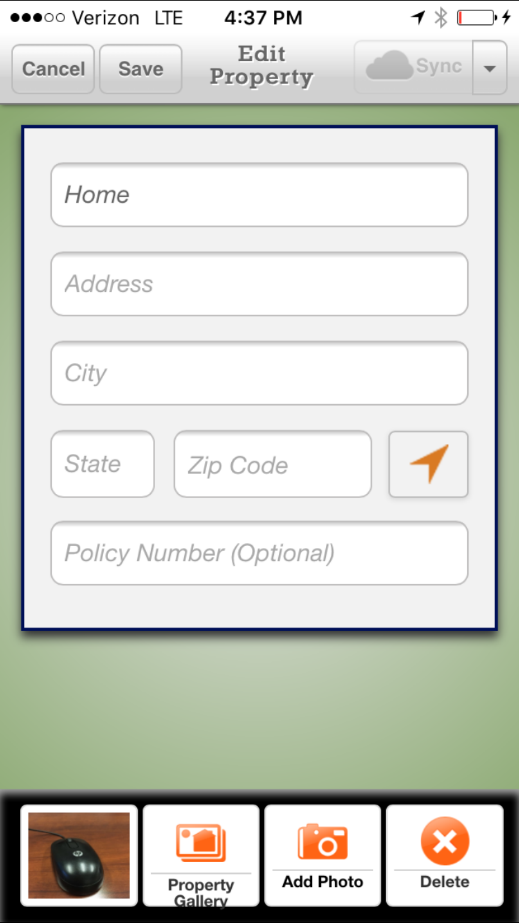 Verizon LTE 4:37 PM
Cancel
Save
Edit
Property
Sync
Home
Address
City
State
Zip Code
Policy Number (Optional)
Property
Gallery
Add Photo
Delete